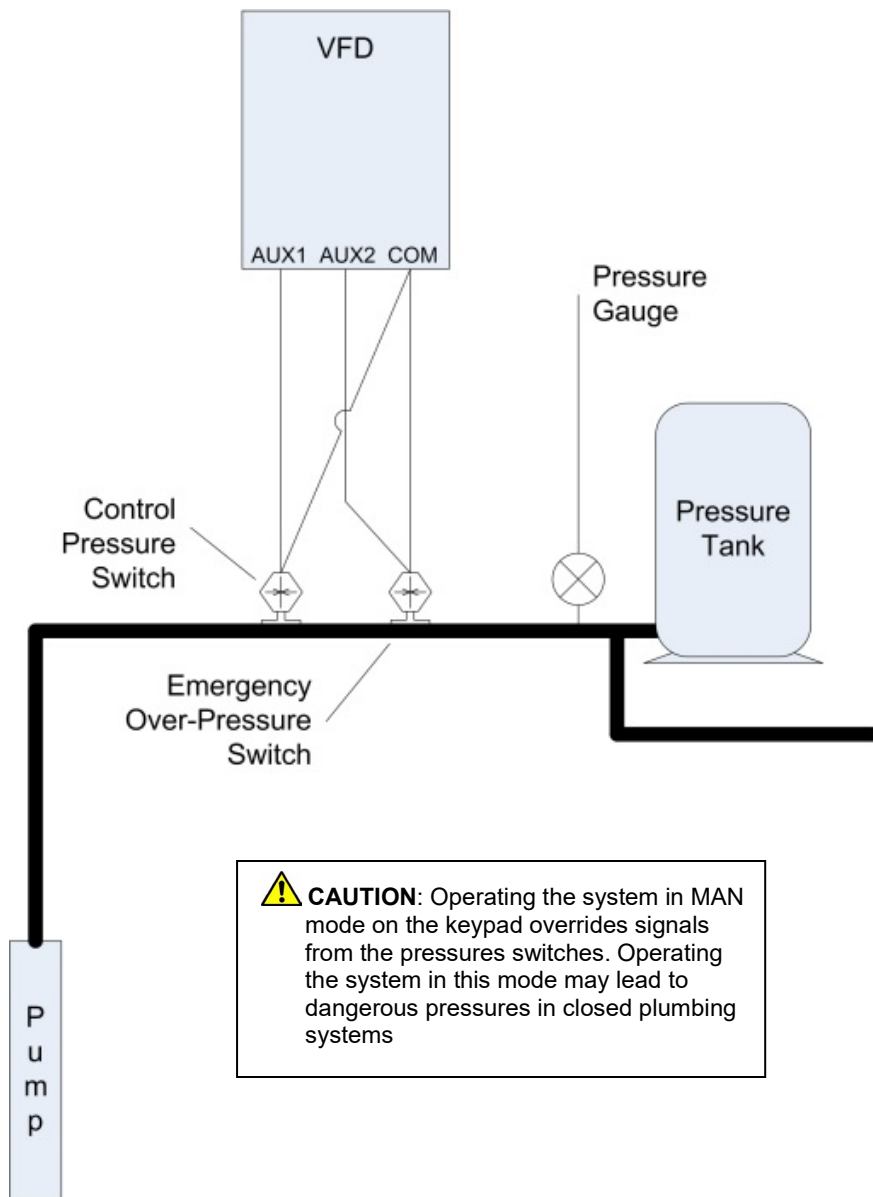 VFD
AUX1 AUX2 COM
Pressure
Gauge
Pressure
Tank
Control
Pressure
Switch
Emergency
Over-Pressure
Switch
CAUTION: Operating the system in MAN
mode on the keypad overrides signals
from the pressures switches. Operating
the system in this mode may lead to
dangerous pressures in closed plumbing
systems
P
u
m
p